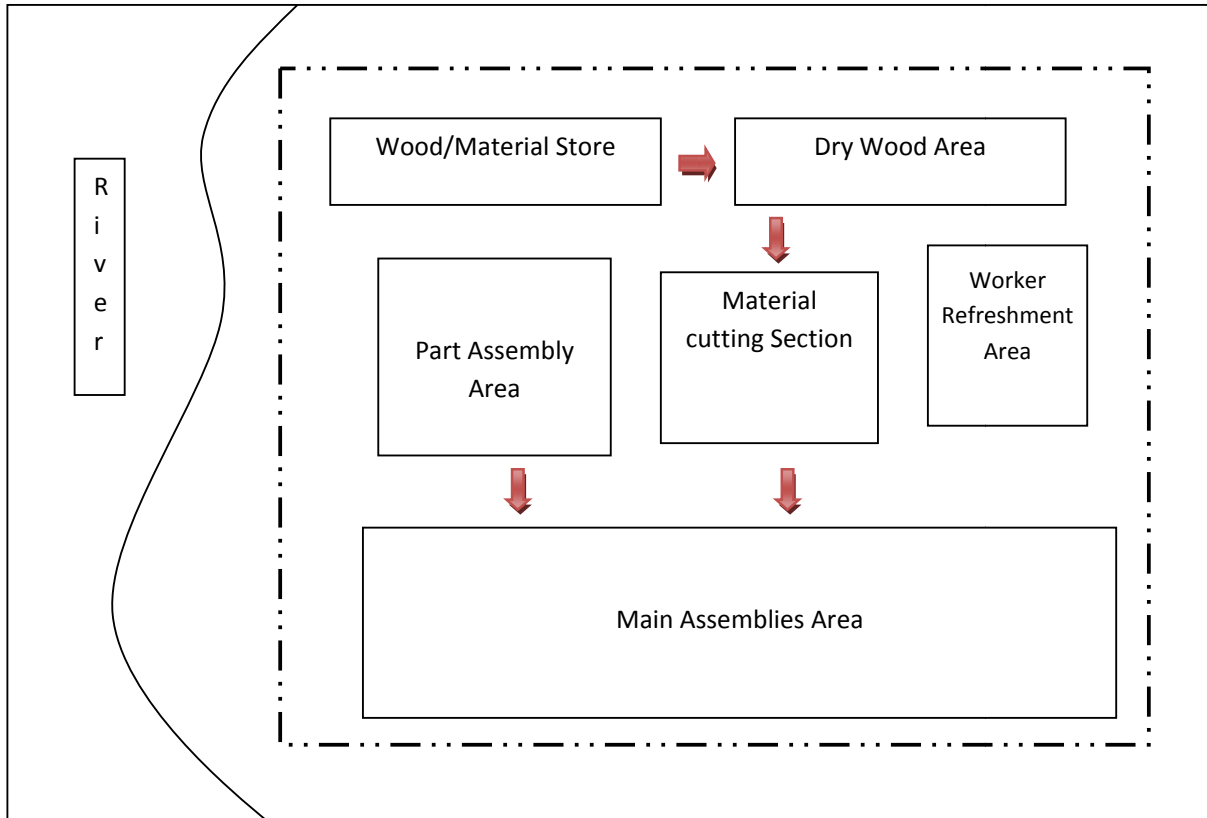 Wood/Material Store
Dry Wood Area
R
i
v
e
r
Part Assembly
Area
Material
cutting Section
Worker
Refreshment
Area
Main Assemblies Area